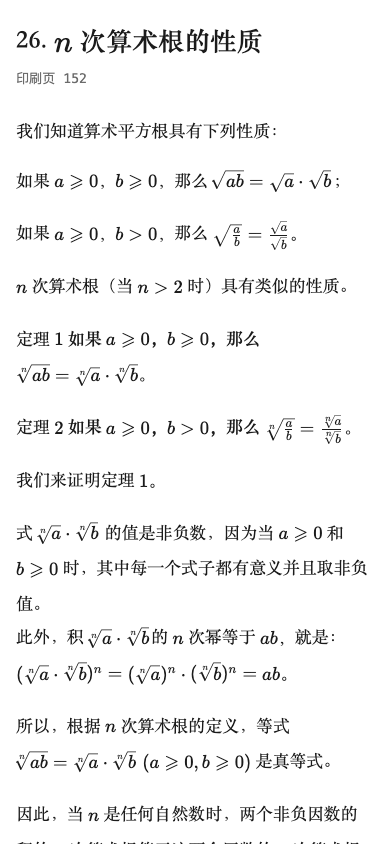 26. n 次算术根的性质
印刷页 152
我们知道算术平方根具有下列性质：
如果 a ⩾ 0，b ⩾ 0，那么 √(ab) = √a · √b；
如果 a ⩾ 0，b > 0，那么 √(a/b) = √a/√b。
n 次算术根（当 n > 2 时）具有类似的性质。
定理 1 如果 a ⩾ 0，b ⩾ 0，那么
ⁿ√(ab) = ⁿ√a · ⁿ√b。
定理 2 如果 a ⩾ 0，b > 0，那么 ⁿ√(a/b) = ⁿ√a/ⁿ√b。
我们来证明定理 1。
式 ⁿ√a · ⁿ√b 的值是非负数，因为当 a ⩾ 0 和
b ⩾ 0 时，其中每一个式子都有意义并且取非负
值。
此外，积 ⁿ√a · ⁿ√b 的 n 次幂等于 ab，就是：
(ⁿ√a · ⁿ√b)ⁿ = (ⁿ√a)ⁿ · (ⁿ√b)ⁿ = ab。
所以，根据 n 次算术根的定义，等式
ⁿ√(ab) = ⁿ√a · ⁿ√b (a ⩾ 0, b ⩾ 0) 是真等式。
因此，当 n 是任何自然数时，两个非负因数的